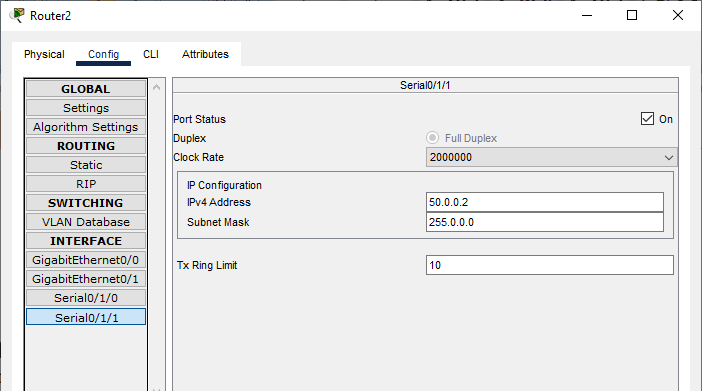 Router2
Physical Config CLI Attributes
GLOBAL
Settings
Algorithm Settings
ROUTING
Static
RIP
SWITCHING
VLAN Database
INTERFACE
GigabitEthernet0/0
GigabitEthernet0/1
Serial0/1/0
Serial0/1/1
Serial0/1/1
Port Status On
Duplex Full Duplex
Clock Rate 2000000
IP Configuration
IPv4 Address 50.0.0.2
Subnet Mask 255.0.0.0
Tx Ring Limit 10